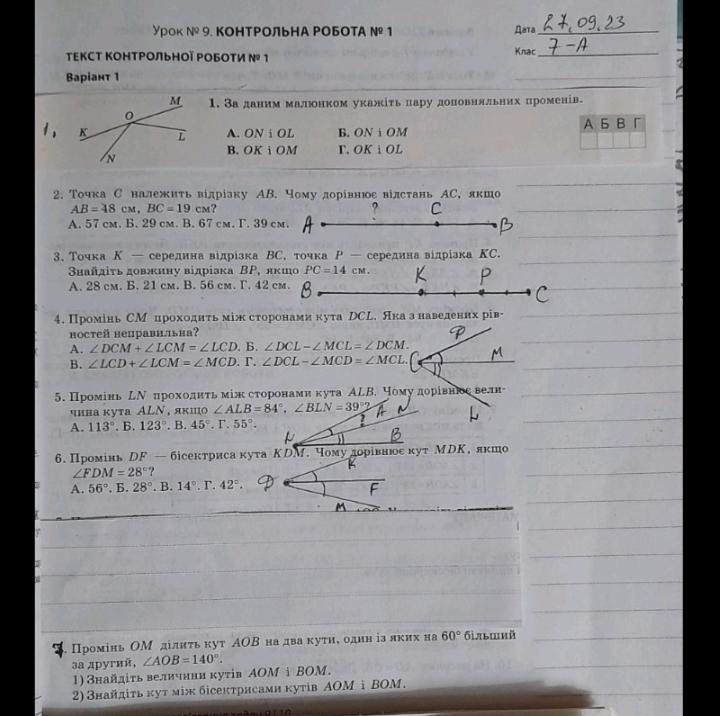 Урок № 9. КОНТРОЛЬНА РОБОТА № 1
Дата 27.09.23
Клас 7-А
ТЕКСТ КОНТРОЛЬНОЇ РОБОТИ № 1
Варіант 1
1. 1. За даним малюнком укажіть пару доповняльних променів.
M
O
K
L
N
А. ON і OL Б. ON і OM
В. OK і OM Г. OK і OL
А Б В Г
2. Точка C належить відрізку AB. Чому дорівнює відстань AC, якщо
AB = 48 см, BC = 19 см?
А. 57 см. Б. 29 см. В. 67 см. Г. 39 см.
A ? C B
3. Точка K — середина відрізка BC, точка P — середина відрізка KC.
Знайдіть довжину відрізка BP, якщо PC = 14 см.
А. 28 см. Б. 21 см. В. 56 см. Г. 42 см.
B K P C
4. Промінь CM проходить між сторонами кута DCL. Яка з наведених рів-
ностей неправильна?
А. ∠DCM + ∠LCM = ∠LCD. Б. ∠DCL – ∠MCL = ∠DCM.
В. ∠LCD + ∠LCM = ∠MCD. Г. ∠DCL – ∠MCD = ∠MCL.
C M L
5. Промінь LN проходить між сторонами кута ALB. Чому дорівнює вели-
чина кута ALN, якщо ∠ALB = 84°, ∠BLN = 39°?
А. 113°. Б. 123°. В. 45°. Г. 55°.
A N ? B
6. Промінь DF — бісектриса кута KDM. Чому дорівнює кут MDK, якщо
∠FDM = 28°?
А. 56°. Б. 28°. В. 14°. Г. 42°.
D K F M
7. Промінь OM ділить кут AOB на два кути, один із яких на 60° більший
за другий, ∠AOB = 140°.
1) Знайдіть величини кутів AOM і BOM.
2) Знайдіть кут між бісектрисами кутів AOM і BOM.